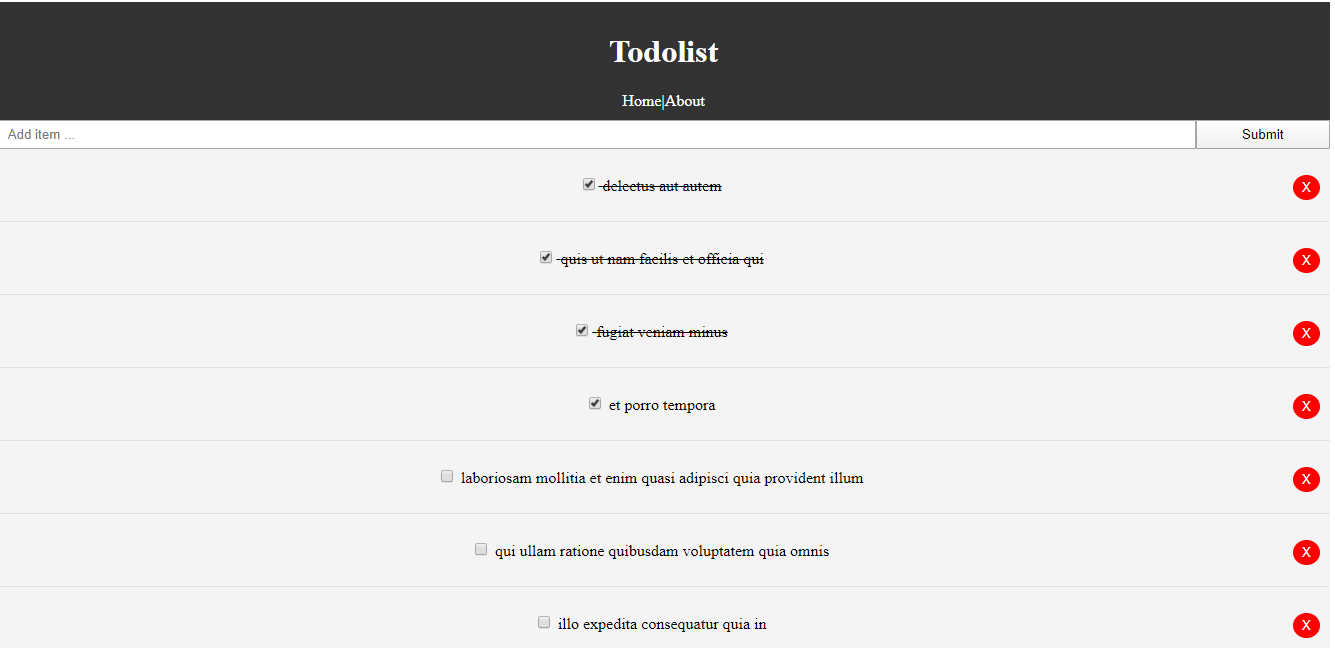 Todolist
Home|About
Add item ...
Submit
delectus aut autem
X
quis ut nam facilis et officia qui
X
fugiat veniam minus
X
et porro tempora
X
laboriosam mollitia et enim quasi adipisci quia provident illum
X
qui ullam ratione quibusdam voluptatem quia omnis
X
illo expedita consequatur quia in
X